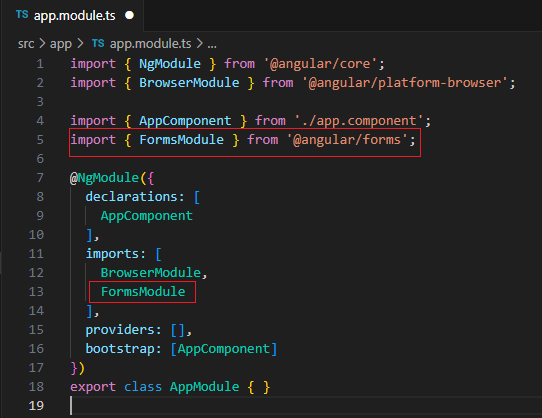 TS app.module.ts ●
src > app > TS app.module.ts > ...
1 import { NgModule } from '@angular/core';
2 import { BrowserModule } from '@angular/platform-browser';
3
4 import { AppComponent } from './app.component';
5 import { FormsModule } from '@angular/forms';
6
7 @NgModule({
8   declarations: [
9     AppComponent
10   ],
11   imports: [
12     BrowserModule,
13     FormsModule
14   ],
15   providers: [],
16   bootstrap: [AppComponent]
17 })
18 export class AppModule { }
19